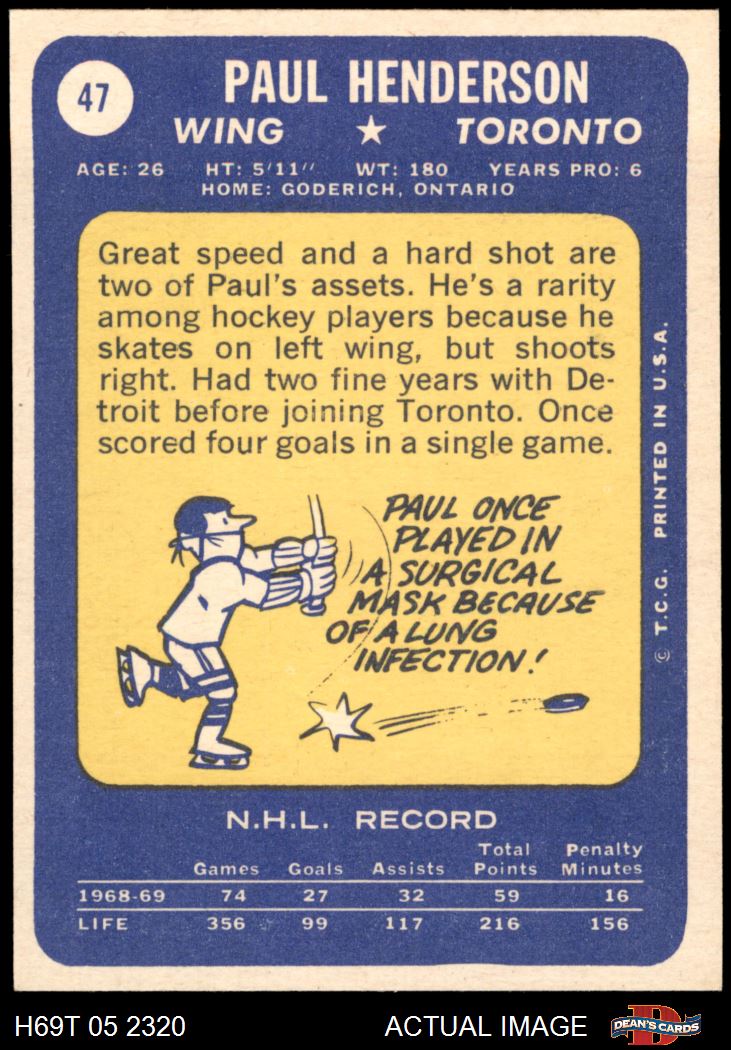 47
PAUL HENDERSON
WING ★ TORONTO
AGE: 26 HT: 5'11" WT: 180 YEARS PRO: 6
HOME: GODERICH, ONTARIO
Great speed and a hard shot are
two of Paul's assets. He's a rarity
among hockey players because he
skates on left wing, but shoots
right. Had two fine years with De-
troit before joining Toronto. Once
scored four goals in a single game.
PAUL ONCE
PLAYED IN
A SURGICAL
MASK BECAUSE
OF A LUNG
INFECTION!
© T.C.G. PRINTED IN U.S.A.
N.H.L. RECORD
Games Goals Assists Total Points Penalty Minutes
1968-69 74 27 32 59 16
LIFE 356 99 117 216 156
H69T 05 2320 ACTUAL IMAGE DEAN'S CARDS